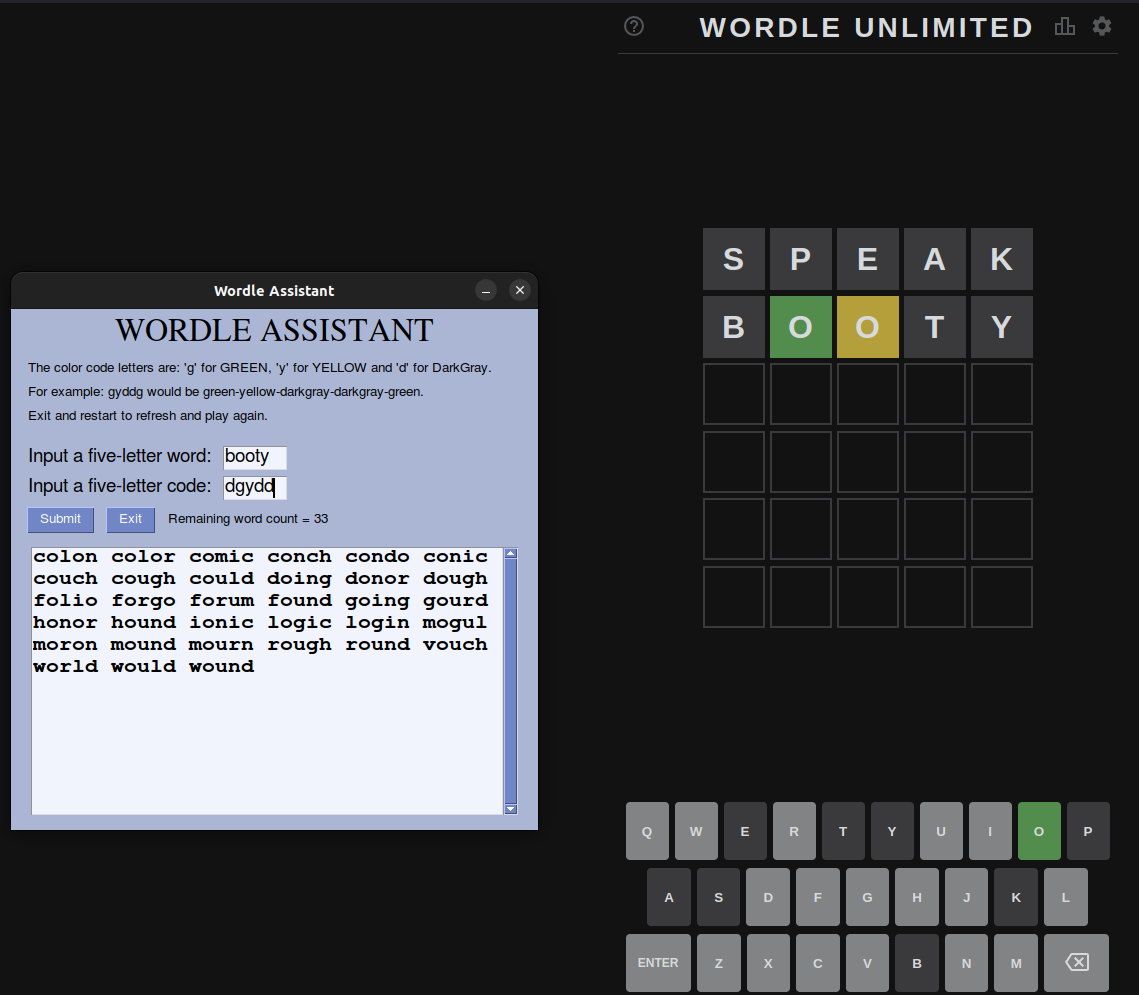 WORDLE UNLIMITED
S P E A K
B O O T Y
Wordle Assistant
WORDLE ASSISTANT
The color code letters are: 'g' for GREEN, 'y' for YELLOW and 'd' for DarkGray.
For example: gyddg would be green-yellow-darkgray-darkgray-green.
Exit and restart to refresh and play again.
Input a five-letter word: booty
Input a five-letter code: dgydd
Submit Exit Remaining word count = 33
colon color comic conch condo conic
couch cough could doing donor dough
folio forgo forum found going gourd
honor hound ionic logic login mogul
moron mound mourn rough round vouch
world would wound
Q W E R T Y U I O P
A S D F G H J K L
ENTER Z X C V B N M